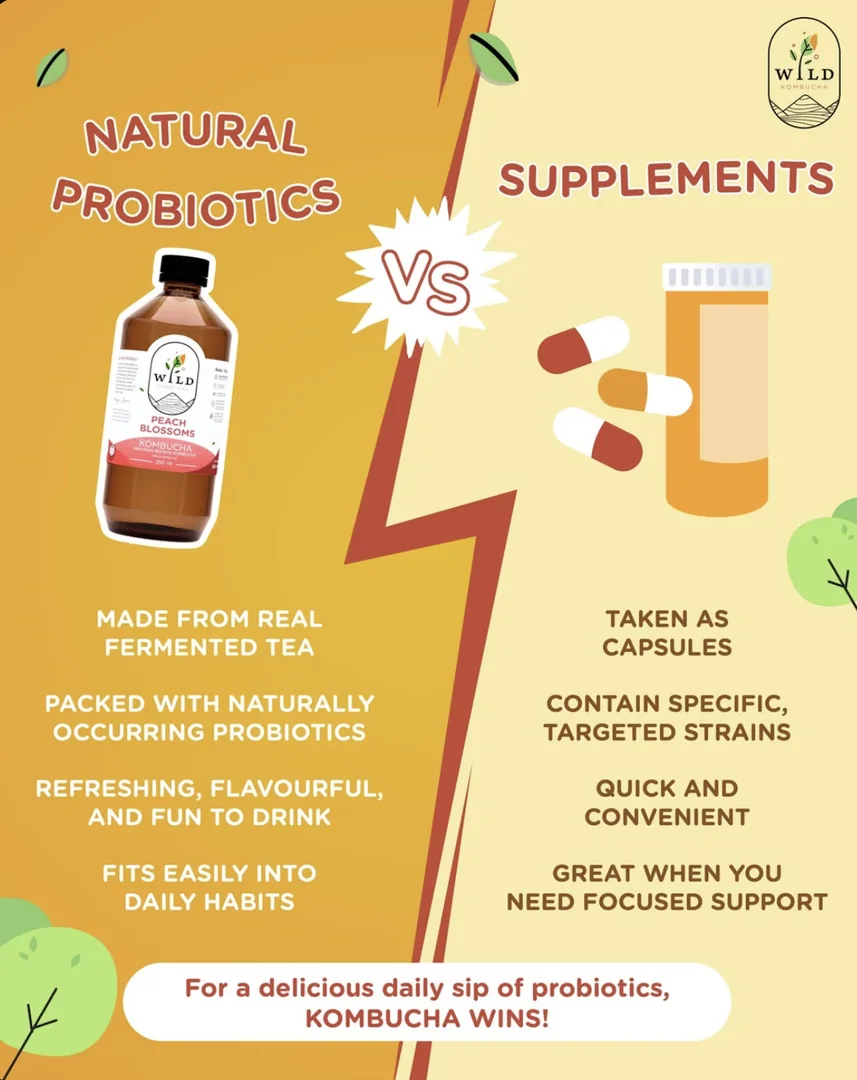 WILD
KOMBUCHA
NATURAL
PROBIOTICS
SUPPLEMENTS
VS
WILD
PEACH
BLOSSOMS
KOMBUCHA
250 ml
MADE FROM REAL
FERMENTED TEA
PACKED WITH NATURALLY
OCCURRING PROBIOTICS
REFRESHING, FLAVOURFUL,
AND FUN TO DRINK
FITS EASILY INTO
DAILY HABITS
TAKEN AS
CAPSULES
CONTAIN SPECIFIC,
TARGETED STRAINS
QUICK AND
CONVENIENT
GREAT WHEN YOU
NEED FOCUSED SUPPORT
For a delicious daily sip of probiotics,
KOMBUCHA WINS!